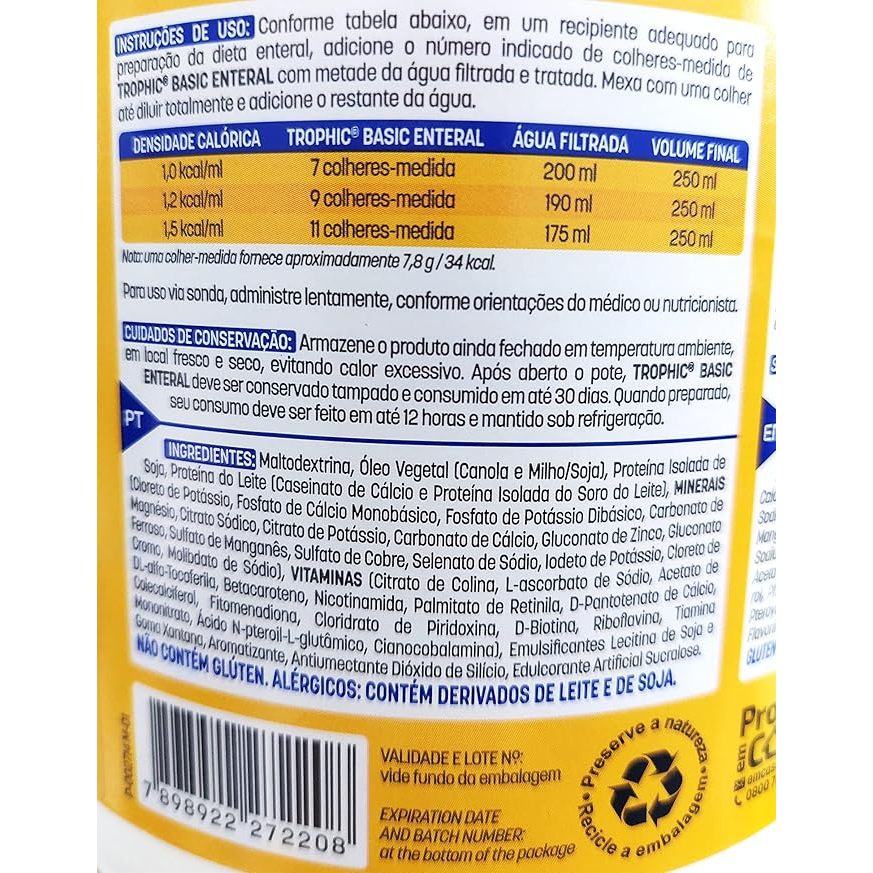 INSTRUÇÕES DE USO: Conforme tabela abaixo, em um recipiente adequado para
preparação da dieta enteral, adicione o número indicado de colheres-medida de
TROPHIC® BASIC ENTERAL com metade da água filtrada e tratada. Mexa com uma colher
até diluir totalmente e adicione o restante da água.
DENSIDADE CALÓRICA TROPHIC® BASIC ENTERAL ÁGUA FILTRADA VOLUME FINAL
1,0 kcal/ml 7 colheres-medida 200 ml 250 ml
1,2 kcal/ml 9 colheres-medida 190 ml 250 ml
1,5 kcal/ml 11 colheres-medida 175 ml 250 ml
Nota: uma colher-medida fornece aproximadamente 7,8 g / 34 kcal.
Para uso via sonda, administre lentamente, conforme orientações do médico ou nutricionista.
CUIDADOS DE CONSERVAÇÃO: Armazene o produto ainda fechado em temperatura ambiente,
em local fresco e seco, evitando calor excessivo. Após aberto o pote, TROPHIC® BASIC
ENTERAL deve ser conservado tampado e consumido em até 30 dias. Quando preparado,
seu consumo deve ser feito em até 12 horas e mantido sob refrigeração.
PT
INGREDIENTES: Maltodextrina, Óleo Vegetal (Canola e Milho/Soja), Proteína Isolada de
Soja, Proteína do Leite (Caseinato de Cálcio e Proteína Isolada do Soro do Leite), MINERAIS
(Cloreto de Potássio, Fosfato de Cálcio Monobásico, Fosfato de Potássio Dibásico, Carbonato de
Magnésio, Citrato Sódico, Citrato de Potássio, Carbonato de Cálcio, Gluconato de Zinco, Gluconato
Ferroso, Sulfato de Manganês, Sulfato de Cobre, Selenato de Sódio, Iodeto de Potássio, Cloreto de
Cromo, Molibdato de Sódio), VITAMINAS (Citrato de Colina, L-ascorbato de Sódio, Acetato de
DL-alfa-Tocoferila, Betacaroteno, Nicotinamida, Palmitato de Retinila, D-Pantotenato de Cálcio,
Colecalciferol, Fitomenadiona, Cloridrato de Piridoxina, D-Biotina, Riboflavina, Tiamina
Mononitrato, Ácido N-pteroil-L-glutâmico, Cianocobalamina), Emulsificantes Lecitina de Soja e
Goma Xantana, Aromatizante, Antiumectante Dióxido de Silício, Edulcorante Artificial Sucralose.
NÃO CONTÉM GLÚTEN. ALÉRGICOS: CONTÉM DERIVADOS DE LEITE E DE SOJA.
7 898922 272208
VALIDADE E LOTE Nº:
vide fundo da embalagem
EXPIRATION DATE
AND BATCH NUMBER:
at the bottom of the package
Preserve a natureza
Recicle a embalagem
Pro
em
0800 7